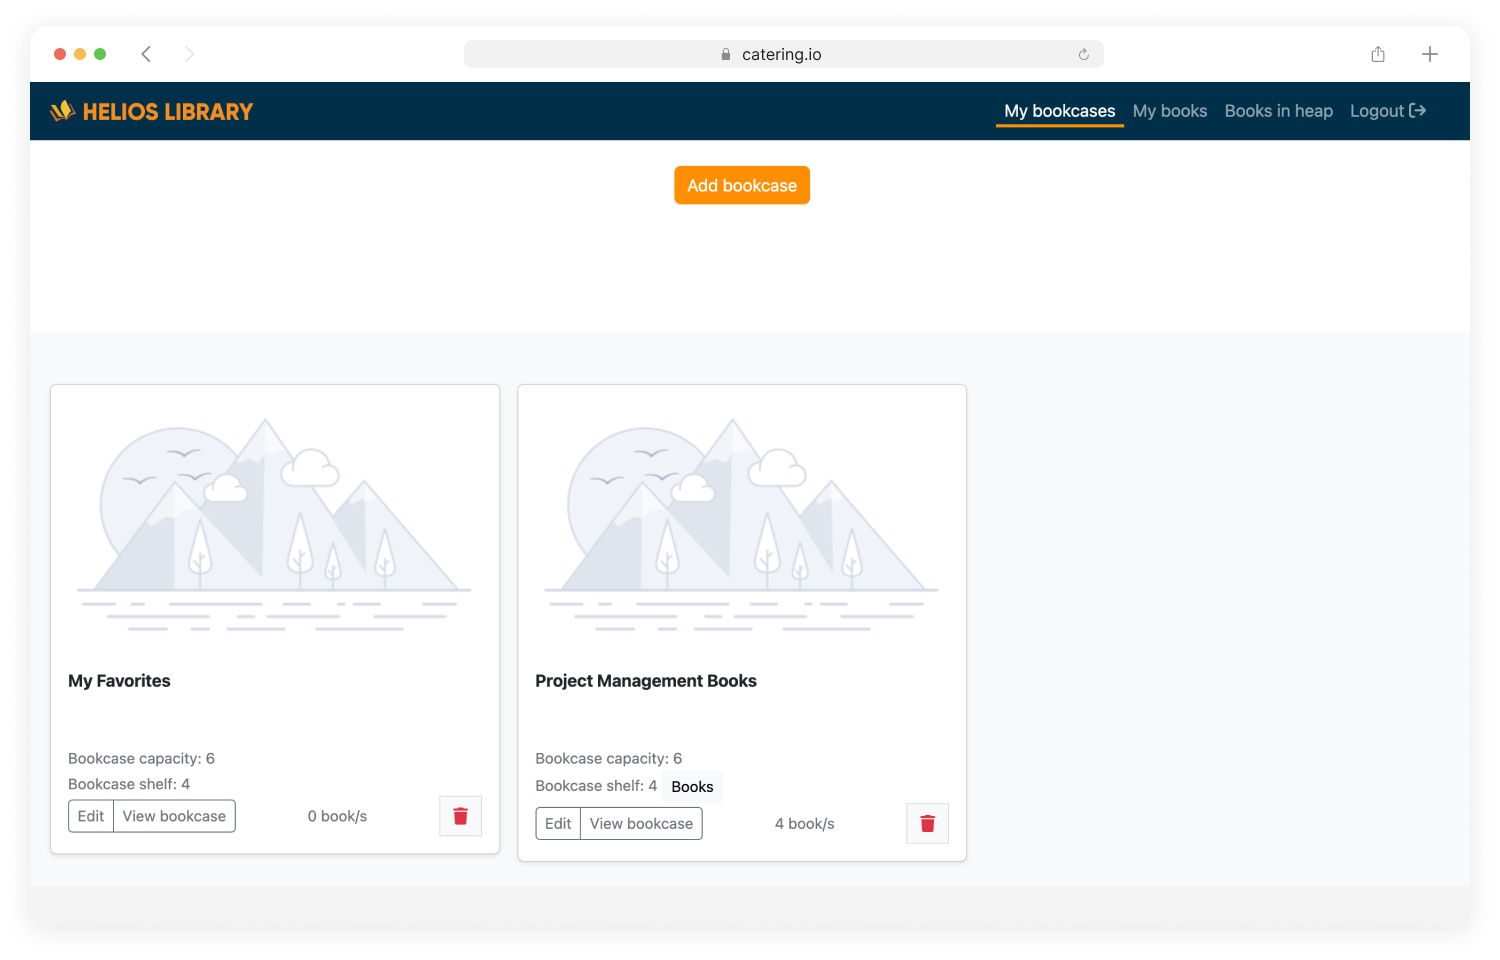 catering.io
HELIOS LIBRARY
My bookcases My books Books in heap Logout
Add bookcase
My Favorites
Bookcase capacity: 6
Bookcase shelf: 4
Edit View bookcase 0 book/s
Project Management Books
Bookcase capacity: 6
Bookcase shelf: 4 Books
Edit View bookcase 4 book/s